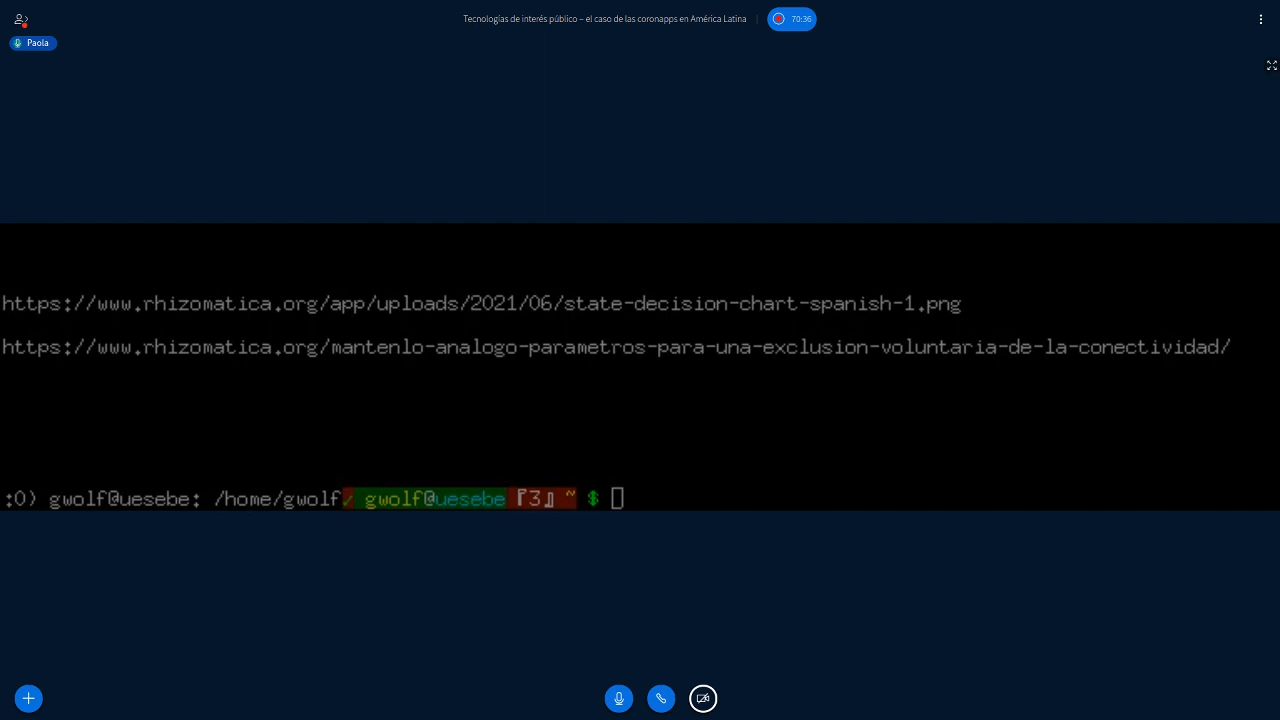 Tecnologías de interés público – el caso de las coronapps en América Latina
70:36
Paola
https://www.rhizomatica.org/app/uploads/2021/06/state-decision-chart-spanish-1.png
https://www.rhizomatica.org/mantenlo-analogo-parametros-para-una-exclusion-voluntaria-de-la-conectividad/
:0) gwolf@uesebe: /home/gwolf✓ gwolf@uesebe『3』~ $